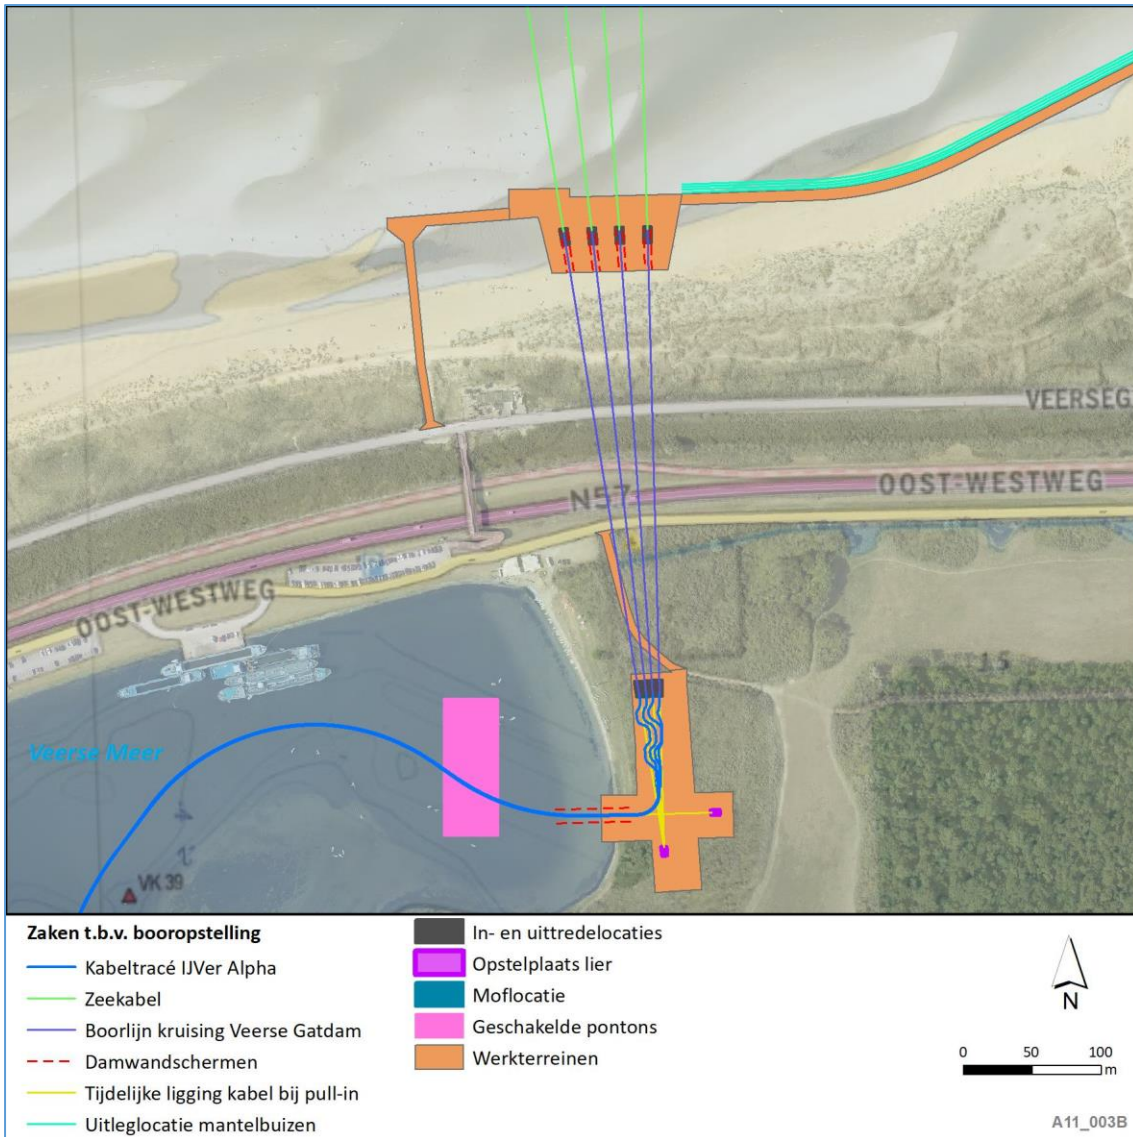 VEERSEG
OOST-WESTWEG
N57
OOST-WESTWEG
15
Veerse Meer
VK 39
Zaken t.b.v. booropstelling
Kabeltracé IJVer Alpha
Zeekabel
Boorlijn kruising Veerse Gatdam
Damwandschermen
Tijdelijke ligging kabel bij pull-in
Uitleglocatie mantelbuizen
In- en uittredelocaties
Opstelplaats lier
Moflocatie
Geschakelde pontons
Werkterreinen
N
0 50 100
m
A11_003B